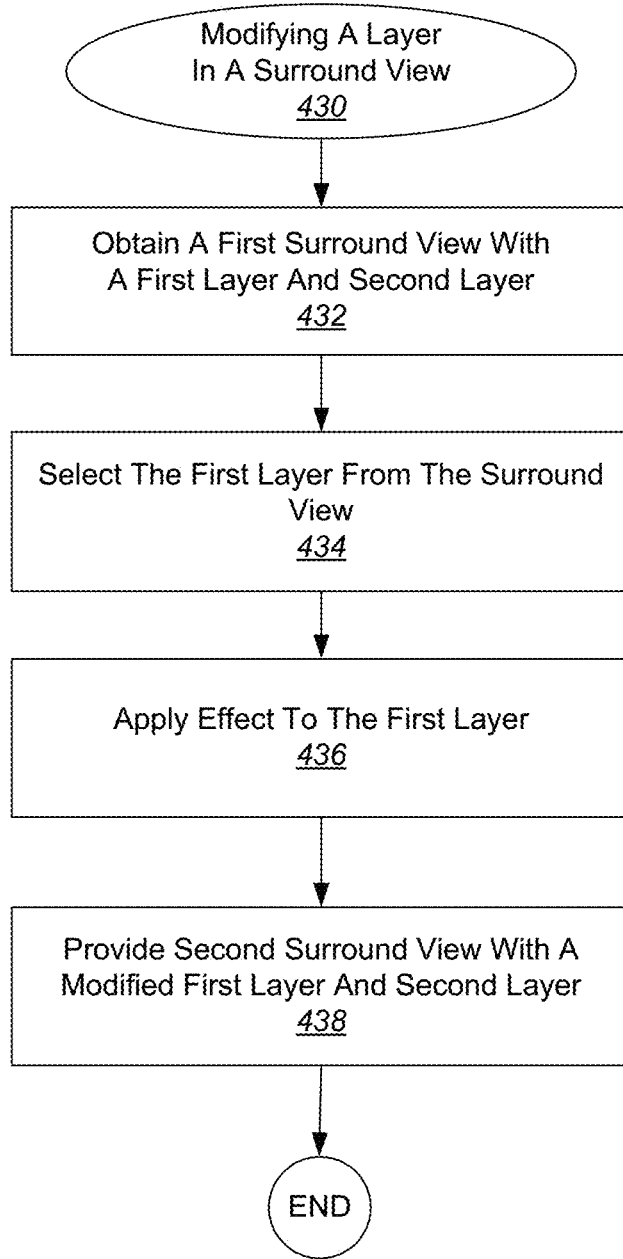 Modifying A Layer
In A Surround View
430
Obtain A First Surround View With
A First Layer And Second Layer
432
Select The First Layer From The Surround
View
434
Apply Effect To The First Layer
436
Provide Second Surround View With A
Modified First Layer And Second Layer
438
END